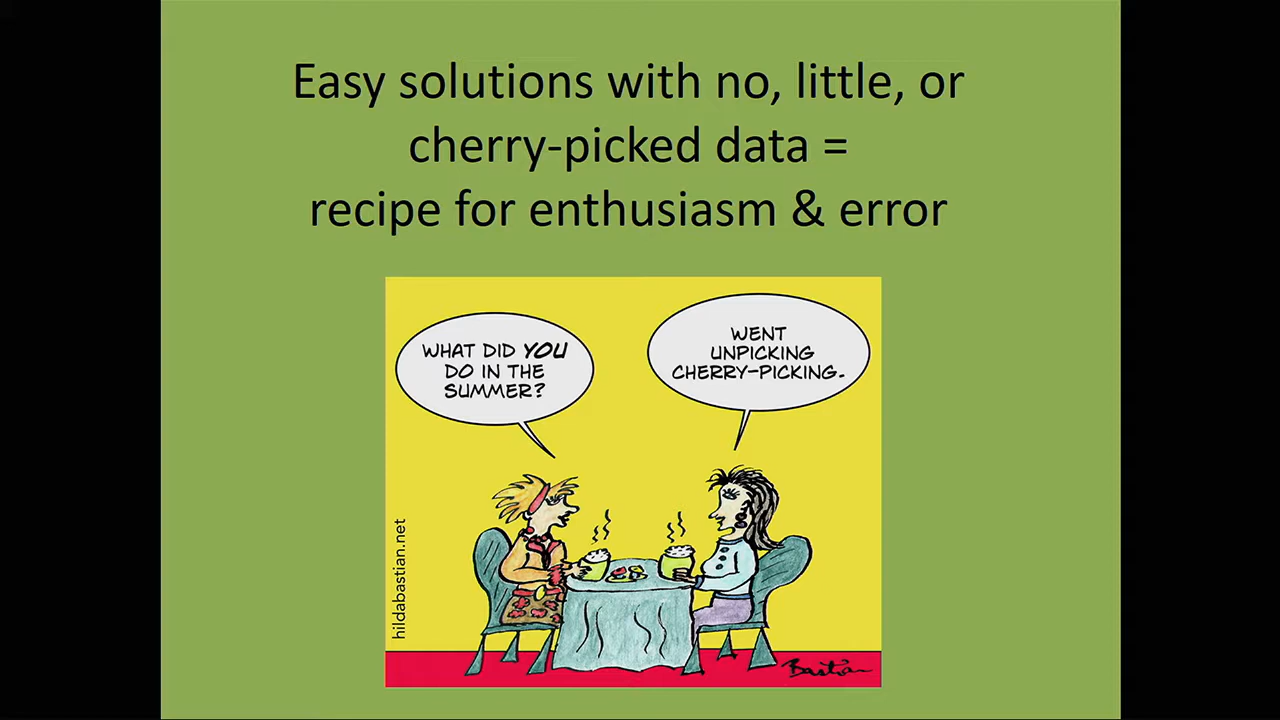 Easy solutions with no, little, or
cherry-picked data =
recipe for enthusiasm & error
WHAT DID YOU
DO IN THE
SUMMER?
WENT
UNPICKING
CHERRY-PICKING.
hildabastian.net
Bastian